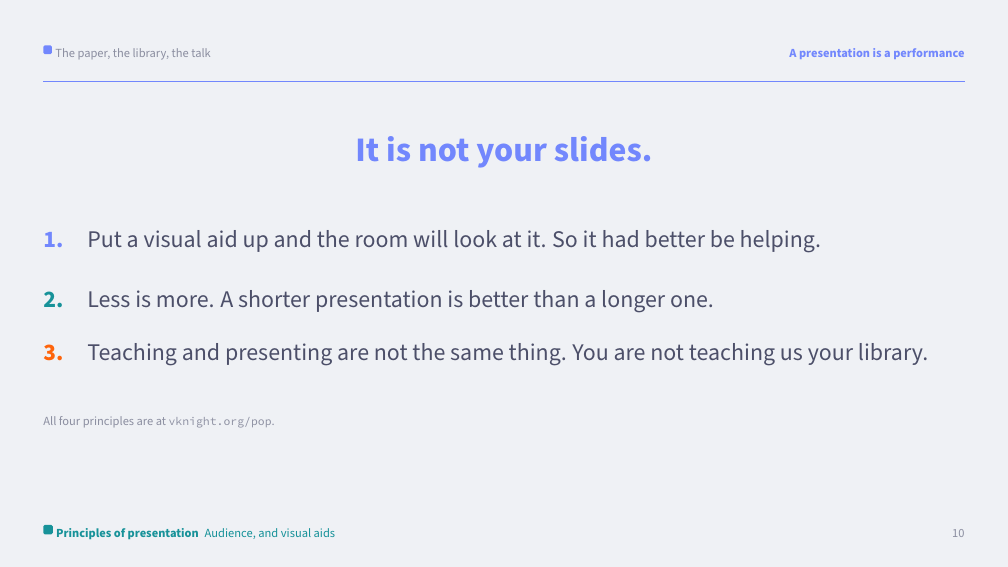 The paper, the library, the talk
A presentation is a performance
It is not your slides.
1. Put a visual aid up and the room will look at it. So it had better be helping.
2. Less is more. A shorter presentation is better than a longer one.
3. Teaching and presenting are not the same thing. You are not teaching us your library.
All four principles are at vknight.org/pop.
Principles of presentation Audience, and visual aids
10